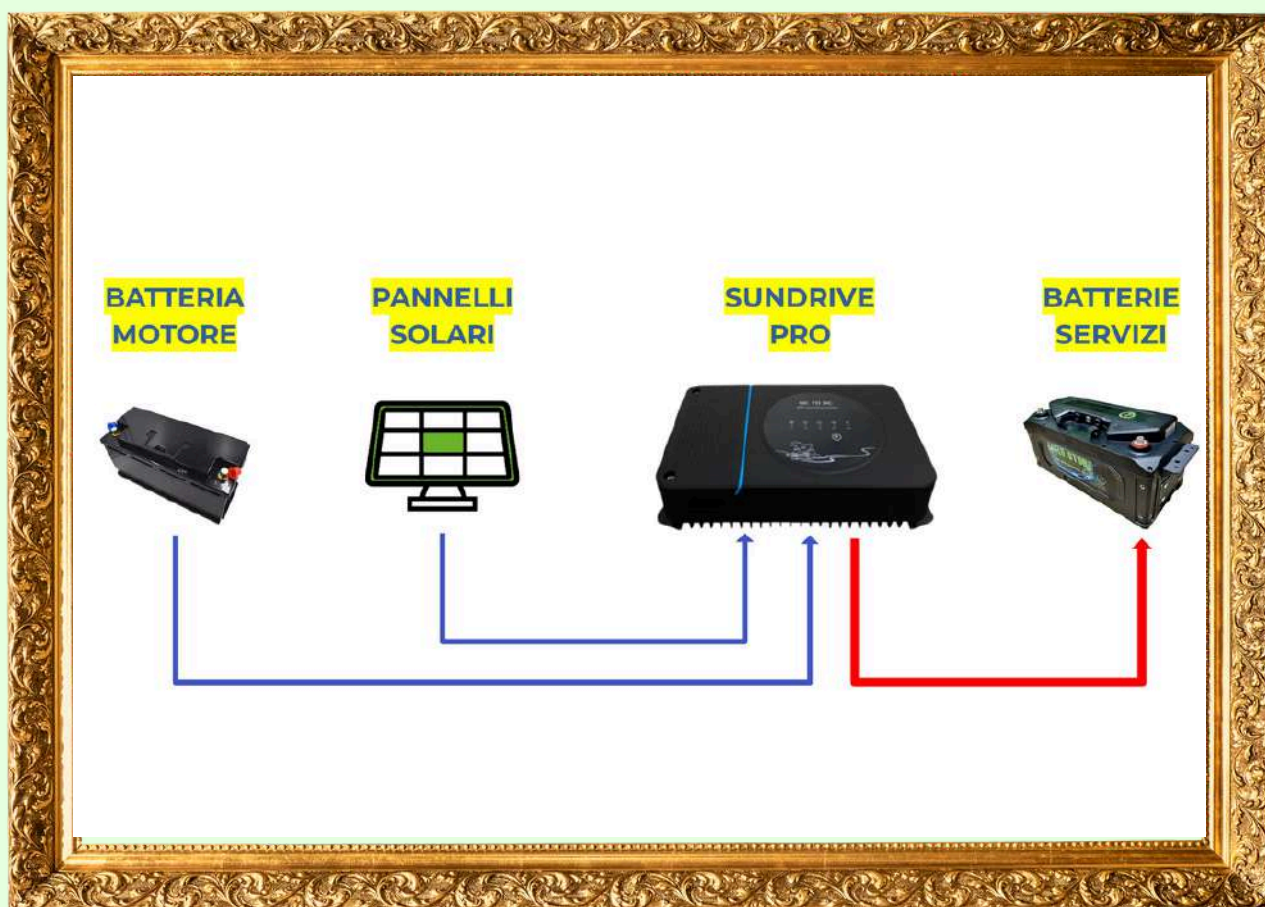 BATTERIA
MOTORE
PANNELLI
SOLARI
SUNDRIVE
PRO
BATTERIE
SERVIZI